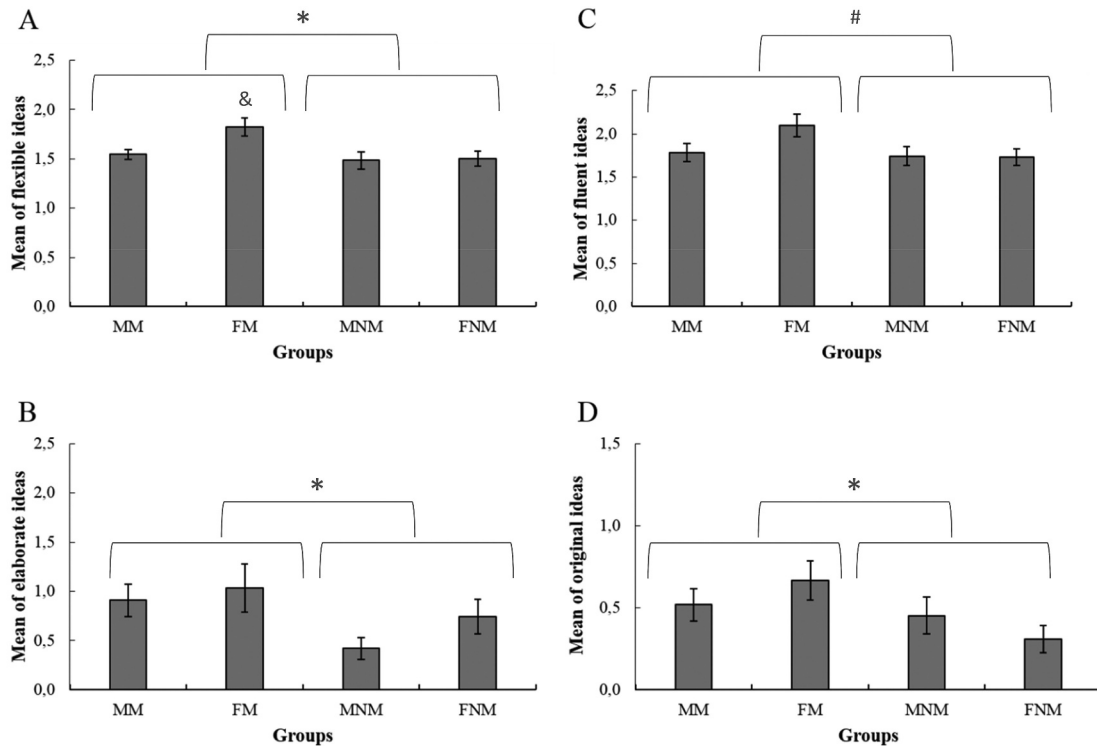 A
*
&
Mean of flexible ideas
2,5
2,0
1,5
1,0
0,5
0,0
MM FM MNM FNM
Groups
C
#
Mean of fluent ideas
2,5
2,0
1,5
1,0
0,5
0,0
MM FM MNM FNM
Groups
B
*
Mean of elaborate ideas
2,5
2,0
1,5
1,0
0,5
0,0
MM FM MNM FNM
Groups
D
*
Mean of original ideas
1,5
1,0
0,5
0,0
MM FM MNM FNM
Groups